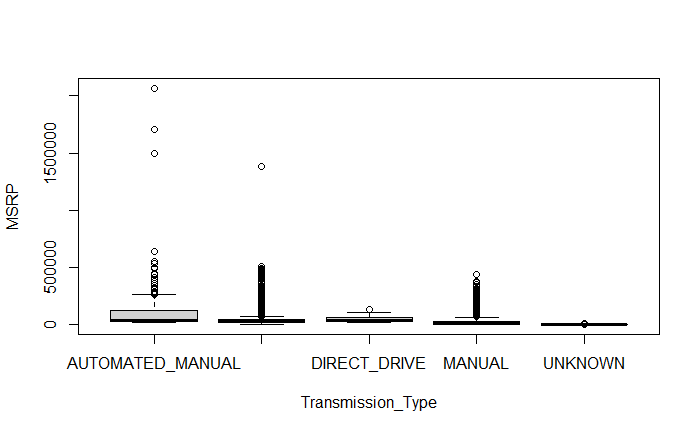 MSRP
1500000
500000
0
AUTOMATED_MANUAL DIRECT_DRIVE MANUAL UNKNOWN
Transmission_Type